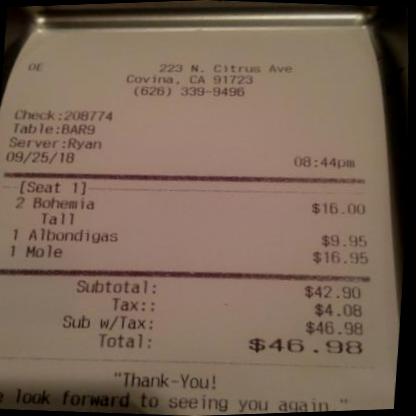 OE
223 N. Citrus Ave
Covina, CA 91723
(626) 339-9496
Check:208774
Table:BAR9
Server:Ryan
09/25/18 08:44pm
[Seat 1]
2 Bohemia $16.00
Tall
1 Albondigas $9.95
1 Mole $16.95
Subtotal: $42.90
Tax:: $4.08
Sub w/Tax: $46.98
Total: $46.98
"Thank-You!
look forward to seeing you again "